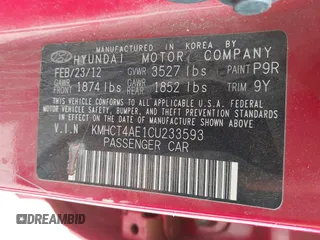 MANUFACTURED IN KOREA BY
HYUNDAI MOTOR COMPANY
FEB/23/12 GVWR 3527 lbs PAINT P9R
GAWR FRT 1874 lbs GAWR RR 1852 lbs TRIM 9Y
THIS VEHICLE CONFORMS TO ALL APPLICABLE
FEDERAL MOTOR VEHICLE SAFETY, BUMPER, AND
THEFT PREVENTION STANDARDS IN EFFECT ON
THE DATE OF MANUFACTURE SHOWN ABOVE.
V.I.N KMHCT4AE1CU233593
PASSENGER CAR
DREAMBID